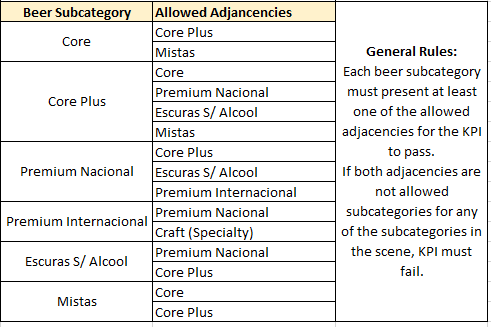 Beer Subcategory
Allowed Adjancencies
Core
Core Plus
Mistas
Core Plus
Core
Premium Nacional
Escuras S/ Alcool
Mistas
Premium Nacional
Core Plus
Escuras S/ Alcool
Premium Internacional
Premium Internacional
Premium Nacional
Craft (Specialty)
Escuras S/ Alcool
Premium Nacional
Core Plus
Mistas
Core
Core Plus
General Rules:
Each beer subcategory
must present at least
one of the allowed
adjacencies for the KPI
to pass.
If both adjacencies are
not allowed
subcategories for any
of the subcategories in
the scene, KPI must
fail.